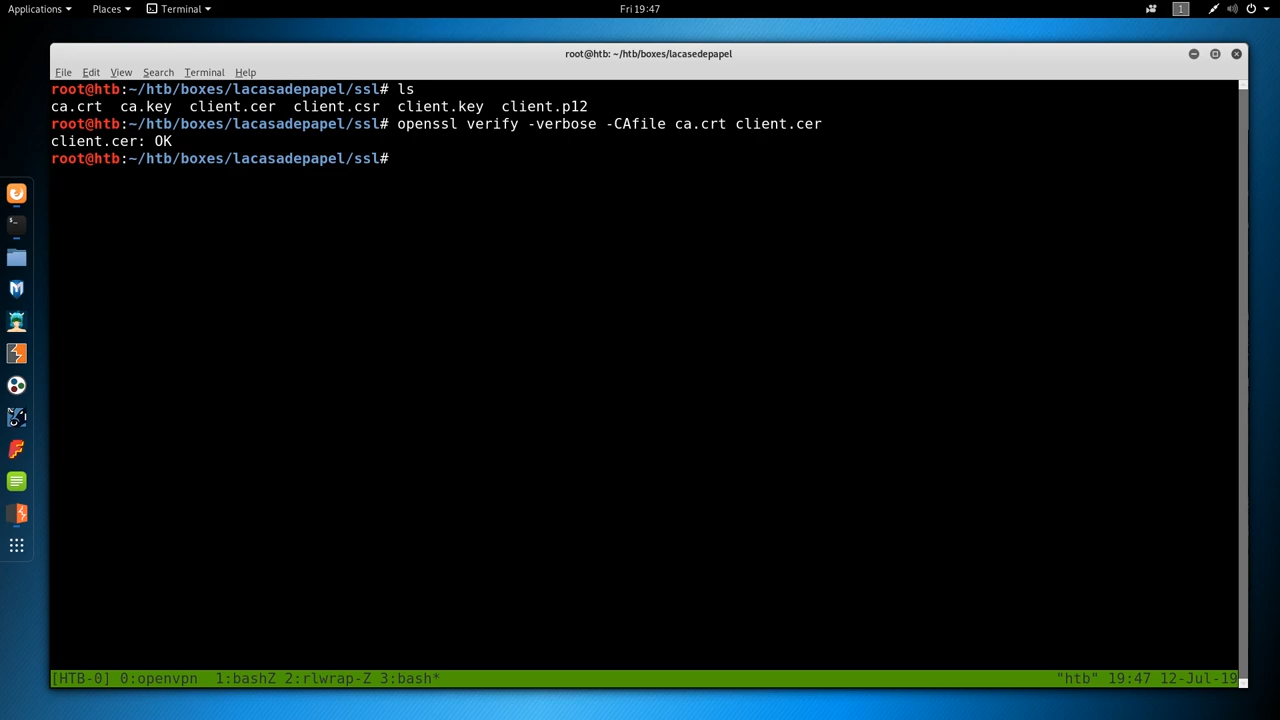 Applications Places Terminal Fri 19:47 1
root@htb: ~/htb/boxes/lacasedepapel
File Edit View Search Terminal Help
root@htb:~/htb/boxes/lacasadepapel/ssl# ls
ca.crt ca.key client.cer client.csr client.key client.p12
root@htb:~/htb/boxes/lacasadepapel/ssl# openssl verify -verbose -CAfile ca.crt client.cer
client.cer: OK
root@htb:~/htb/boxes/lacasadepapel/ssl#
[HTB-0] 0:openvpn 1:bashZ 2:rlwrap-Z 3:bash* "htb" 19:47 12-Jul-19